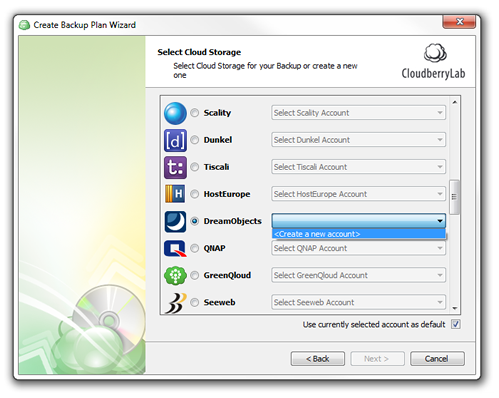 Create Backup Plan Wizard
Select Cloud Storage
Select Cloud Storage for your Backup or create a new
one
CloudberryLab
Scality Select Scality Account
[d] Dunkel Select Dunkel Account
t: Tiscali Select Tiscali Account
H HostEurope Select HostEurope Account
DreamObjects
<Create a new account>
QNAP Select QNAP Account
GreenQloud Select GreenQloud Account
Seeweb Select Seeweb Account
Use currently selected account as default
< Back Next > Cancel